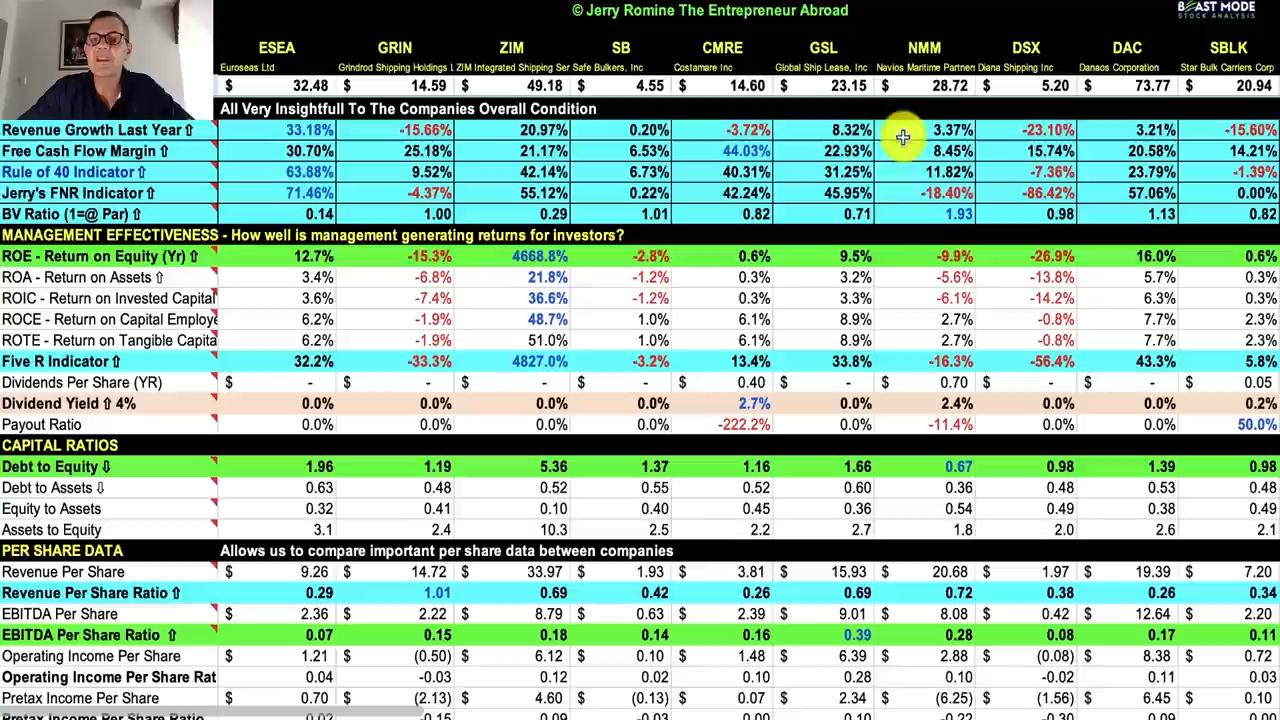 © Jerry Romine The Entrepreneur Abroad
BEAST MODE
STOCK ANALYSIS
ESEA GRIN ZIM SB CMRE GSL NMM DSX DAC SBLK
Euroseas Ltd Grindrod Shipping Holdings L ZIM Integrated Shipping Ser Safe Bulkers, Inc Costamare Inc Global Ship Lease, Inc Navios Maritime Partner Diana Shipping Inc Danaos Corporation Star Bulk Carriers Corp
$ 32.48 $ 14.59 $ 49.18 $ 4.55 $ 14.60 $ 23.15 $ 28.72 $ 5.20 $ 73.77 $ 20.94
All Very Insightfull To The Companies Overall Condition
Revenue Growth Last Year⇧ 33.18% -15.66% 20.97% 0.20% -3.72% 8.32% 3.37% -23.10% 3.21% -15.60%
Free Cash Flow Margin ⇧ 30.70% 25.18% 21.17% 6.53% 44.03% 22.93% 8.45% 15.74% 20.58% 14.21%
Rule of 40 Indicator ⇧ 63.88% 9.52% 42.14% 6.73% 40.31% 31.25% 11.82% -7.36% 23.79% -1.39%
Jerry's FNR Indicator ⇧ 71.46% -4.37% 55.12% 0.22% 42.24% 45.95% -18.40% -86.42% 57.06% 0.00%
BV Ratio (1=@ Par) ⇧ 0.14 1.00 0.29 1.01 0.82 0.71 1.93 0.98 1.13 0.82
MANAGEMENT EFFECTIVENESS - How well is management generating returns for investors?
ROE - Return on Equity (Yr) ⇧ 12.7% -15.3% 4668.8% -2.8% 0.6% 9.5% -9.9% -26.9% 16.0% 0.6%
ROA - Return on Assets ⇧ 3.4% -6.8% 21.8% -1.2% 0.3% 3.2% -5.6% -13.8% 5.7% 0.3%
ROIC - Return on Invested Capital 3.6% -7.4% 36.6% -1.2% 0.3% 3.3% -6.1% -14.2% 6.3% 0.3%
ROCE - Return on Capital Employe 6.2% -1.9% 48.7% 1.0% 6.1% 8.9% 2.7% -0.8% 7.7% 2.3%
ROTE - Return on Tangible Capita 6.2% -1.9% 51.0% 1.0% 6.1% 8.9% 2.7% -0.8% 7.7% 2.3%
Five R Indicator ⇧ 32.2% -33.3% 4827.0% -3.2% 13.4% 33.8% -16.3% -56.4% 43.3% 5.8%
Dividends Per Share (YR) $ - $ - $ - $ - $ 0.40 $ - $ 0.70 $ - $ - $ 0.05
Dividend Yield ⇧ 4% 0.0% 0.0% 0.0% 0.0% 2.7% 0.0% 2.4% 0.0% 0.0% 0.2%
Payout Ratio 0.0% 0.0% 0.0% 0.0% -222.2% 0.0% -11.4% 0.0% 0.0% 50.0%
CAPITAL RATIOS
Debt to Equity ⇩ 1.96 1.19 5.36 1.37 1.16 1.66 0.67 0.98 1.39 0.98
Debt to Assets ⇩ 0.63 0.48 0.52 0.55 0.52 0.60 0.36 0.48 0.53 0.48
Equity to Assets 0.32 0.41 0.10 0.40 0.45 0.36 0.54 0.49 0.38 0.49
Assets to Equity 3.1 2.4 10.3 2.5 2.2 2.7 1.8 2.0 2.6 2.1
PER SHARE DATA Allows us to compare important per share data between companies
Revenue Per Share $ 9.26 $ 14.72 $ 33.97 $ 1.93 $ 3.81 $ 15.93 $ 20.68 $ 1.97 $ 19.39 $ 7.20
Revenue Per Share Ratio ⇧ 0.29 1.01 0.69 0.42 0.26 0.69 0.72 0.38 0.26 0.34
EBITDA Per Share $ 2.36 $ 2.22 $ 8.79 $ 0.63 $ 2.39 $ 9.01 $ 8.08 $ 0.42 $ 12.64 $ 2.20
EBITDA Per Share Ratio ⇧ 0.07 0.15 0.18 0.14 0.16 0.39 0.28 0.08 0.17 0.11
Operating Income Per Share $ 1.21 $ (0.50) $ 6.12 $ 0.10 $ 1.48 $ 6.39 $ 2.88 $ (0.08) $ 8.38 $ 0.72
Operating Income Per Share Rat 0.04 -0.03 0.12 0.02 0.10 0.28 0.10 -0.02 0.11 0.03
Pretax Income Per Share $ 0.70 $ (2.13) $ 4.60 $ (0.13) $ 0.07 $ 2.34 $ (6.25) $ (1.56) $ 6.45 $ 0.10
Pretax Income Per Share Ratio 0.02 -0.15 0.09 -0.03 0.00 0.10 -0.22 -0.30 0.09 0.00